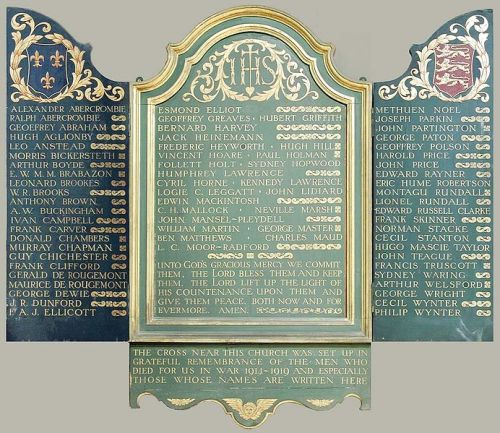 ALEXANDER ABERCROMBIE
RALPH ABERCROMBIE
GEOFFREY ABRAHAM
HUGH AGLIONBY
LEO ANSTEAD
MORRIS BICKERSTETH
ARTHUR BOYDE
E. W. M. M. BRABAZON
LEONARD BROOKES
W. R. BROOKS
ANTHONY BROWN
A. W. BUCKINGHAM
IVAN CAMPBELL
FRANK CARVER
DONALD CHAMBERS
MURRAY CHAPMAN
GUY CHICHESTER
FRANK CLIFFORD
GERALD DE ROUGEMONT
MAURICE DE ROUGEMONT
GEORGE DEWIE
J. R. DUNFORD
F. A. J. ELLICOTT
IHS
ESMOND ELLIOT
GEOFFREY GREAVES HUBERT GRIFFITH
BERNARD HARVEY
JACK HEINEMANN
FREDERIC HEYWORTH HUGH HILL
VINCENT HOARE PAUL HOLMAN
FOLLETT HOLT SYDNEY HOPWOOD
HUMPHREY LAWRENCE
CYRIL HORNE KENNEDY LAWRENCE
LOGIE C. LEGGATT JOHN LIDIARD
EDWIN MACKINTOSH
C. H. MALLOCK NEVILLE MARSH
JOHN MANSEL-PLEYDELL
WILLIAM MARTIN GEORGE MASTER
BEN MATTHEWS CHARLES MAUD
L. C. MOOR-RADFORD
UNTO GOD'S GRACIOUS MERCY WE COMMIT
THEM, THE LORD BLESS THEM AND KEEP
THEM. THE LORD LIFT UP THE LIGHT OF
HIS COUNTENANCE UPON THEM AND
GIVE THEM PEACE. BOTH NOW AND FOR
EVERMORE. AMEN.
METHUEN NOEL
JOSEPH PARKIN
JOHN PARTINGTON
GEORGE PATON
GEOFFREY POLSON
HAROLD PRICE
JOHN PRICE
EDWARD RAYNER
ERIC HUME ROBERTSON
MONTAGU RUNDALL
LIONEL RUNDALL
EDWARD RUSSELL CLARKE
FRANK SKINNER
NORMAN STACKE
CECIL STANTON
HUGO MASCIE TAYLOR
JOHN TEAGUE
FRANCIS TRUSCOTT
SYDNEY WARING
ARTHUR WELSFORD
GEORGE WRIGHT
CECIL WYNTER
PHILIP WYNTER
THE CROSS NEAR THIS CHURCH WAS SET UP IN
GRATEFUL REMEMBRANCE OF THE MEN WHO
DIED FOR US IN WAR 1914-1919 AND ESPECIALLY
THOSE WHOSE NAMES ARE WRITTEN HERE